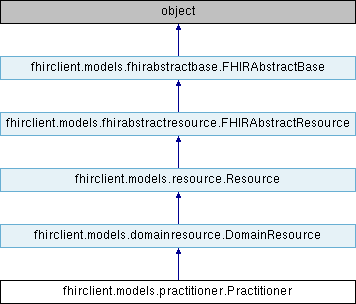 object
fhirclient.models.fhirabstractbase.FHIRAbstractBase
fhirclient.models.fhirabstractresource.FHIRAbstractResource
fhirclient.models.resource.Resource
fhirclient.models.domainresource.DomainResource
fhirclient.models.practitioner.Practitioner